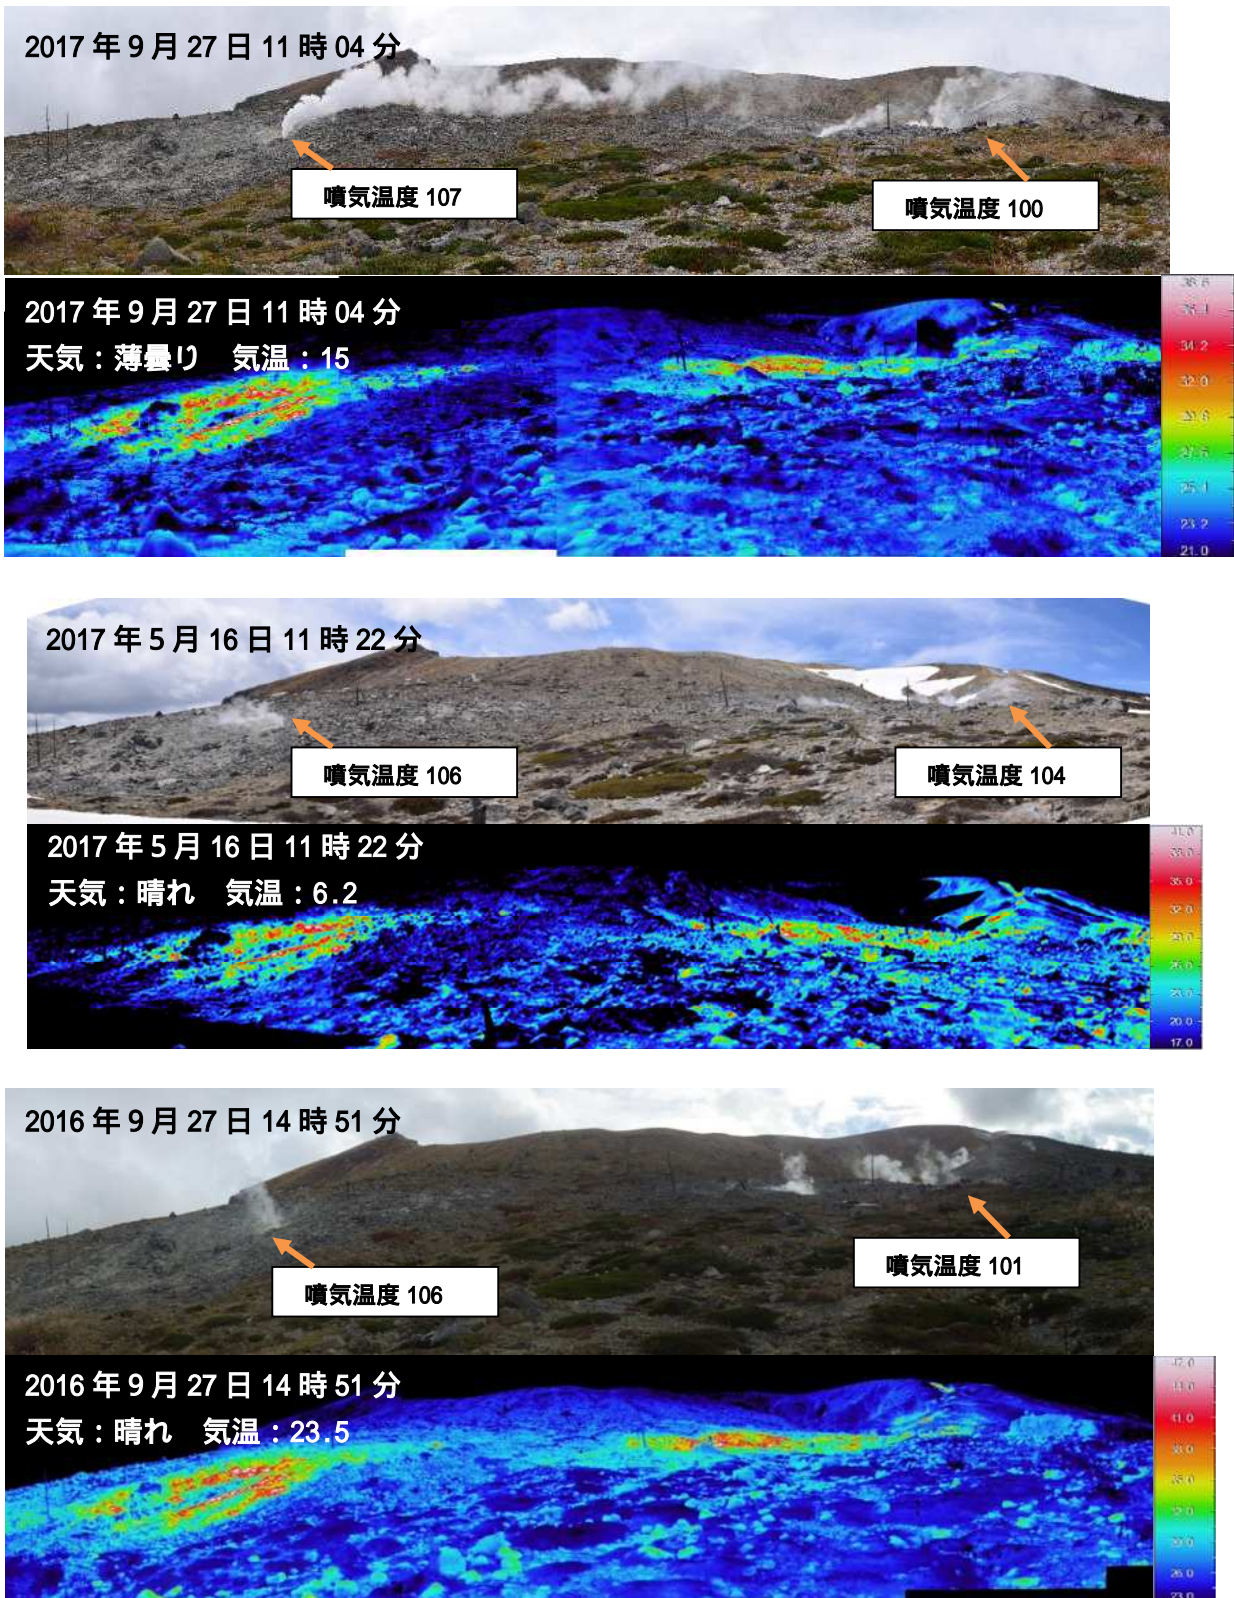 2017年9月27日11時04分
噴気温度 107
噴気温度 100
2017年9月27日11時04分
天気：薄曇り 気温：15
34.2
32.0
23.2
21.0
2017年5月16日11時22分
噴気温度 106
噴気温度 104
2017年5月16日11時22分
天気：晴れ 気温：6.2
35.0
32.0
20.0
17.0
2016年9月27日14時51分
噴気温度 106
噴気温度 101
2016年9月27日14時51分
天気：晴れ 気温：23.5
41.0
38.0
26.0
23.0